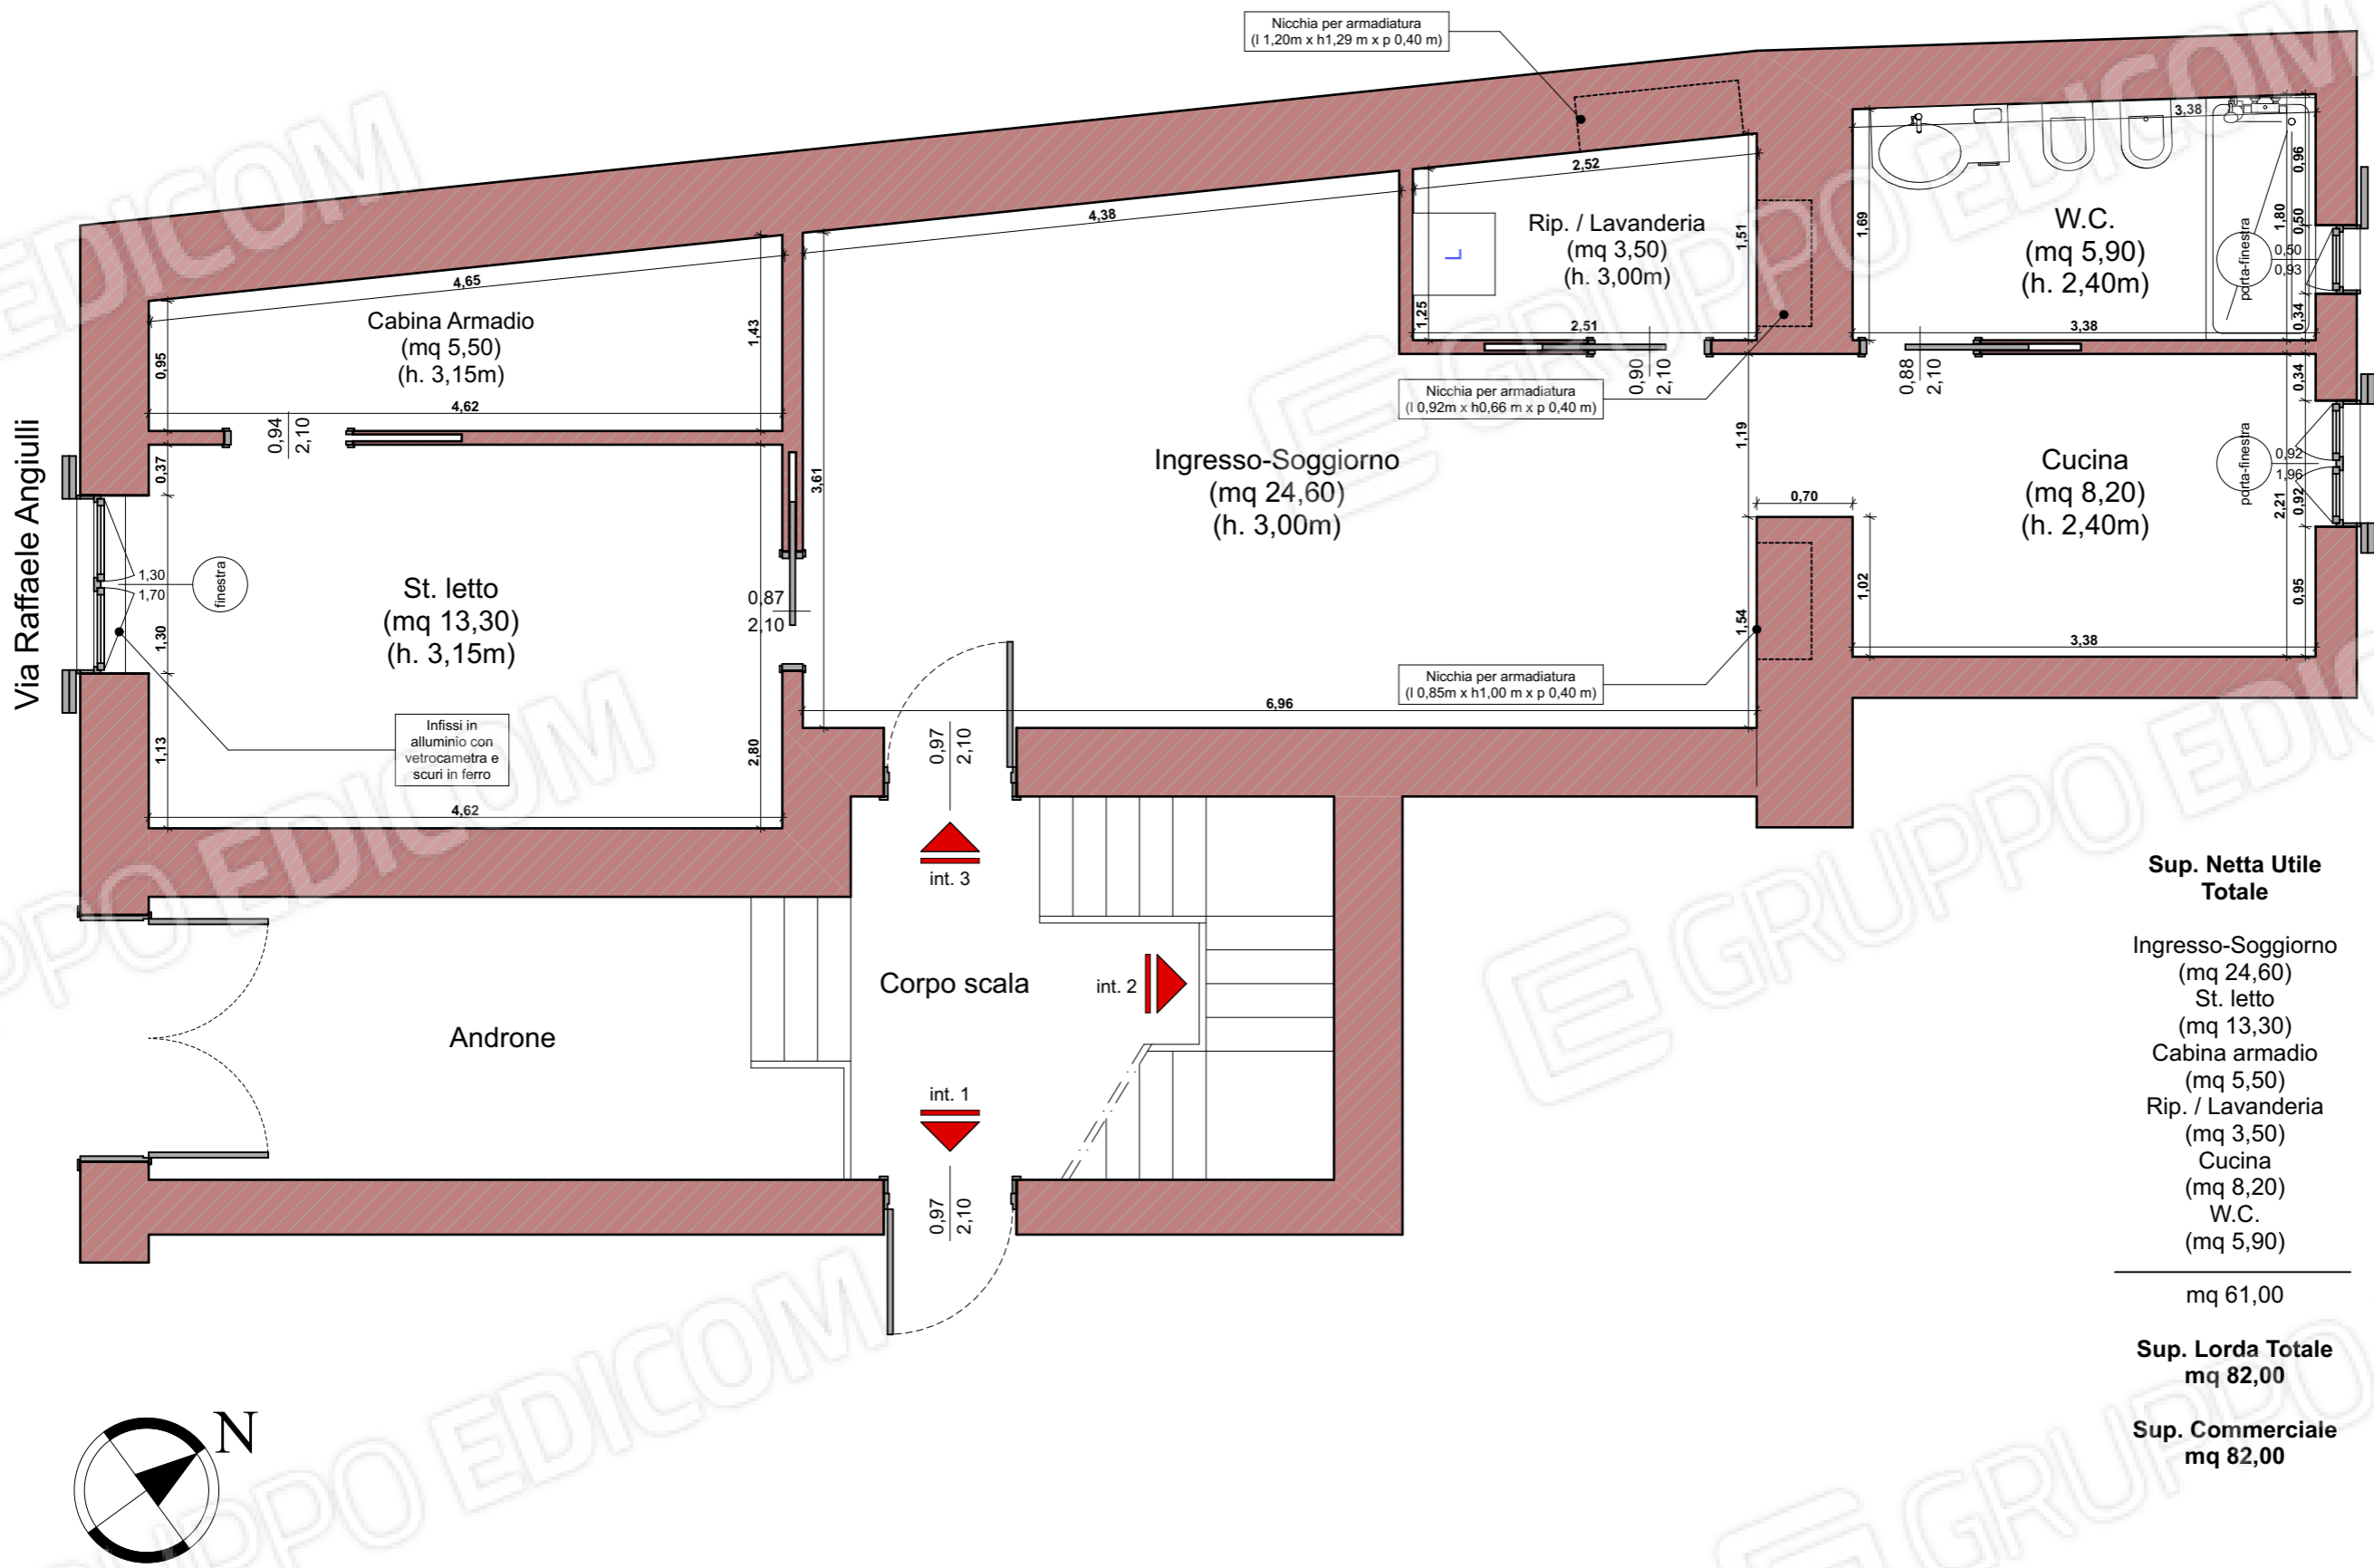 Nicchia per armadiatura
(l 1,20m x h1,29 m x p 0,40 m)
3,38
2,52
0,96
4,38
Rip. / Lavanderia
(mq 3,50)
(h. 3,00m)
1,51
L
1,25
2,51
1,69
W.C.
(mq 5,90)
(h. 2,40m)
1,80
0,50
porta-finestra
0,50
0,93
0,34
3,38
4,65
Cabina Armadio
(mq 5,50)
(h. 3,15m)
1,43
0,95
4,62
0,94
2,10
Nicchia per armadiatura
(l 0,92m x h0,66 m x p 0,40 m)
0,90
2,10
0,88
2,10
0,34
1,19
Via Raffaele Angiulli
0,37
3,61
Ingresso-Soggiorno
(mq 24,60)
(h. 3,00m)
0,70
Cucina
(mq 8,20)
(h. 2,40m)
porta-finestra
0,92
1,96
2,21
0,92
1,30
1,70
finestra
St. letto
(mq 13,30)
(h. 3,15m)
0,87
2,10
1,30
1,54
1,02
0,95
3,38
Nicchia per armadiatura
(l 0,85m x h1,00 m x p 0,40 m)
6,96
Infissi in
alluminio con
vetrocametra e
scuri in ferro
1,13
2,80
4,62
0,97
2,10
int. 3
Corpo scala
int. 2
Androne
int. 1
0,97
2,10
Sup. Netta Utile
Totale
Ingresso-Soggiorno
(mq 24,60)
St. letto
(mq 13,30)
Cabina armadio
(mq 5,50)
Rip. / Lavanderia
(mq 3,50)
Cucina
(mq 8,20)
W.C.
(mq 5,90)
mq 61,00
Sup. Lorda Totale
mq 82,00
Sup. Commerciale
mq 82,00
N
GRUPPO EDICOM
GRUPPO EDICOM
GRUPPO EDICOM
GRUPPO EDICOM
GRUPPO